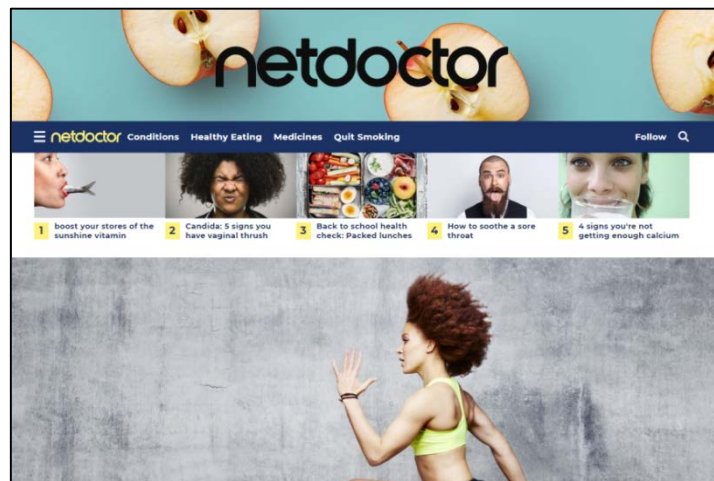 netdoctor
netdoctor Conditions Healthy Eating Medicines Quit Smoking Follow
1 boost your stores of the
sunshine vitamin
2 Candida: 5 signs you
have vaginal thrush
3 Back to school health
check: Packed lunches
4 How to soothe a sore
throat
5 4 signs you're not
getting enough calcium